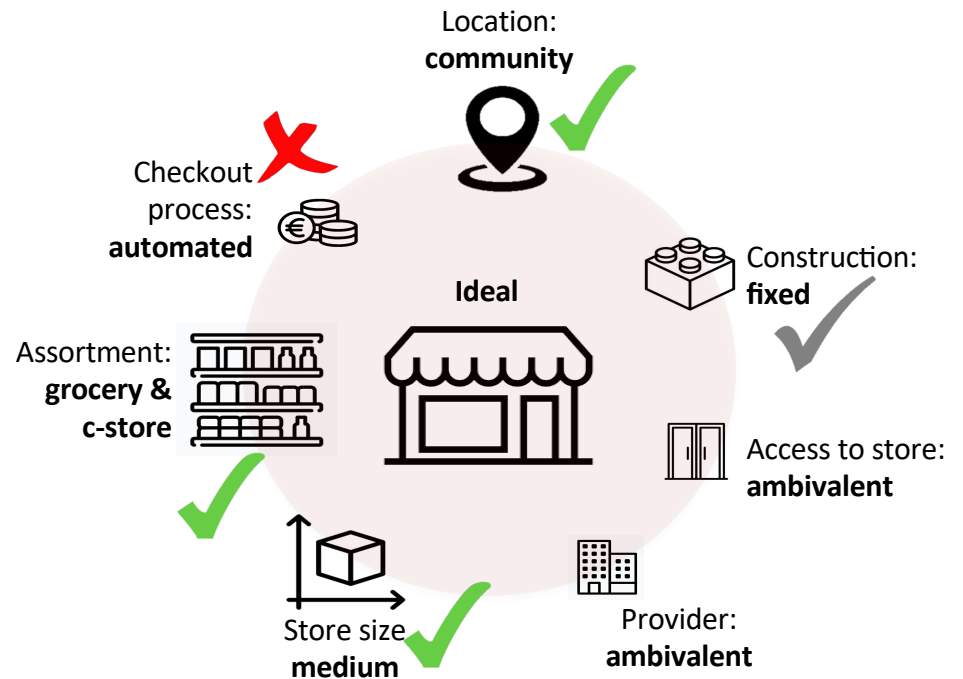 Location:
community
Checkout
process:
automated
€
Construction:
fixed
Ideal
Assortment:
grocery &
c-store
Access to store:
ambivalent
Store size
medium
Provider:
ambivalent